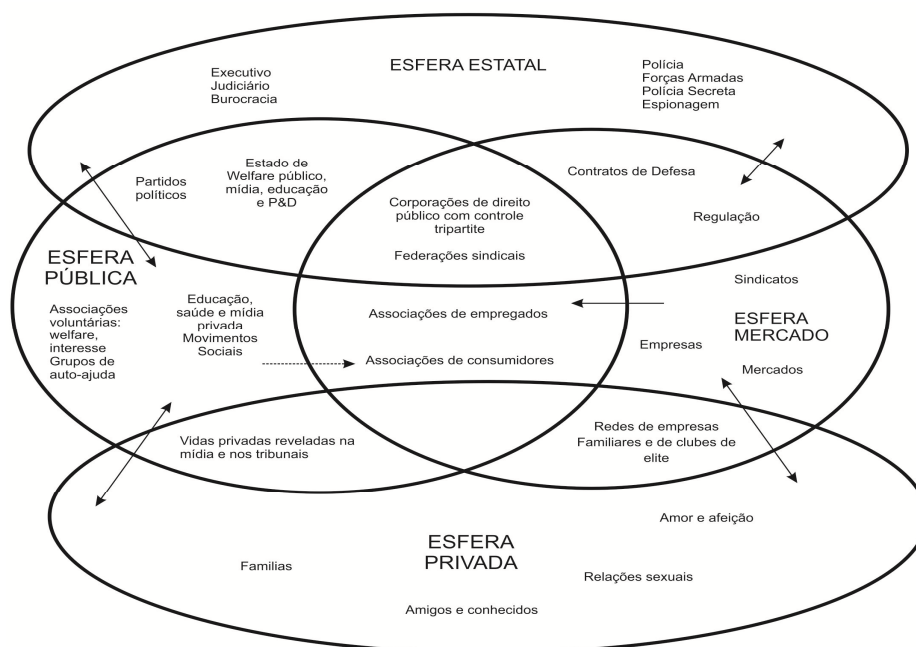 ESFERA ESTATAL
Executivo
Judiciário
Burocracia
Polícia
Forças Armadas
Polícia Secreta
Espionagem
Partidos
políticos
Estado de
Welfare público,
mídia, educação
e P&D
Contratos de Defesa
Corporações de direito
público com controle
tripartite
Regulação
Federações sindicais
ESFERA
PÚBLICA
Associações
voluntárias:
welfare,
interesse
Grupos de
auto-ajuda
Educação,
saúde e mídia
privada
Movimentos
Sociais
Associações de empregados
Associações de consumidores
Sindicatos
ESFERA
MERCADO
Empresas
Mercados
Vidas privadas reveladas na
mídia e nos tribunais
Redes de empresas
Familiares e de clubes de
elite
ESFERA
PRIVADA
Amor e afeição
Familias
Relações sexuais
Amigos e conhecidos